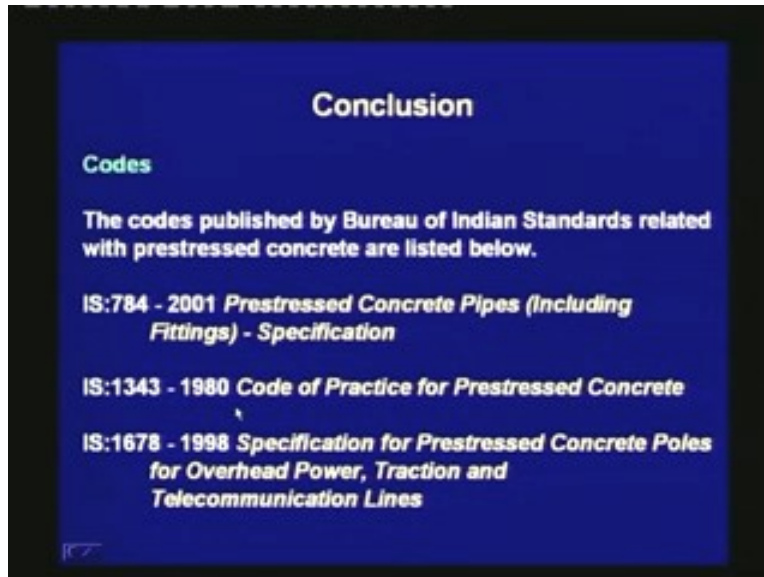 Conclusion
Codes
The codes published by Bureau of Indian Standards related
with prestressed concrete are listed below.
IS:784 - 2001 Prestressed Concrete Pipes (Including
Fittings) - Specification
IS:1343 - 1980 Code of Practice for Prestressed Concrete
IS:1678 - 1998 Specification for Prestressed Concrete Poles
for Overhead Power, Traction and
Telecommunication Lines